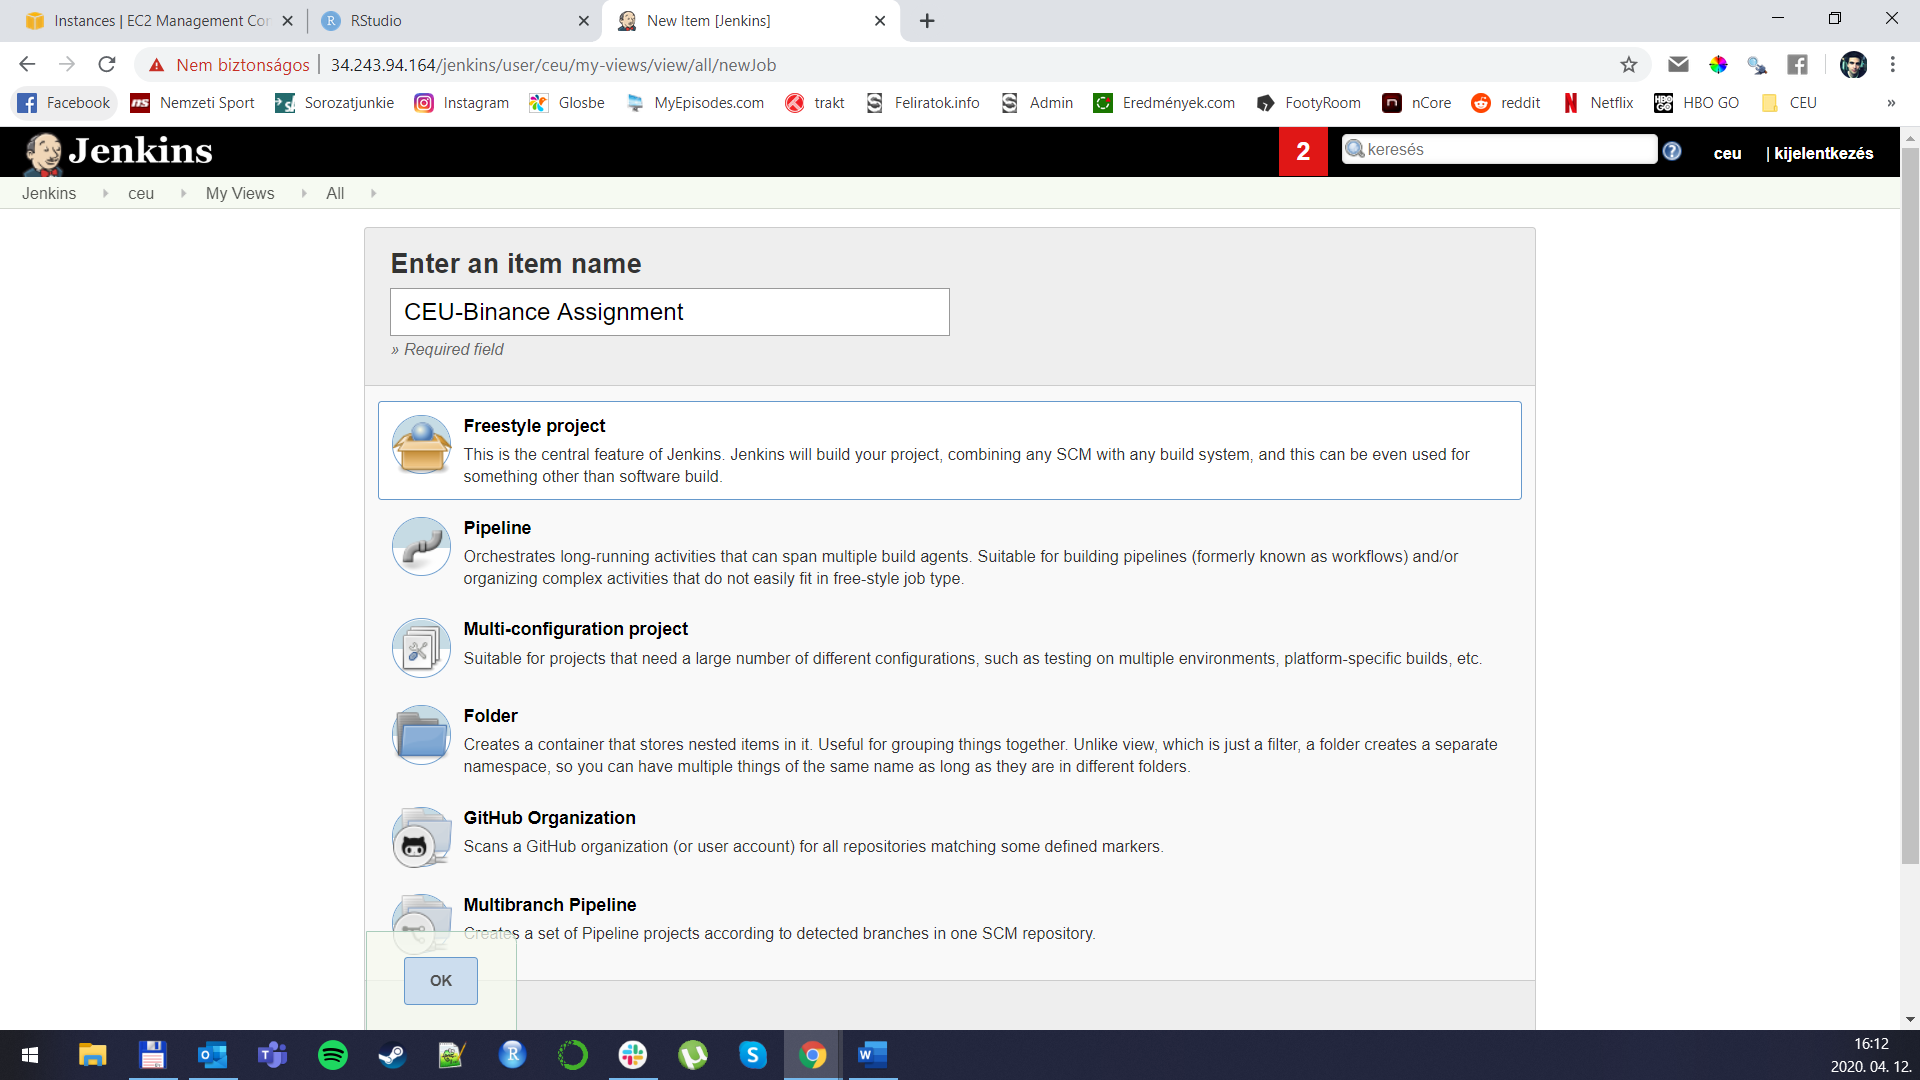 Instances | EC2 Management Con
RStudio
New Item [Jenkins]
Nem biztonságos
34.243.94.164/jenkins/user/ceu/my-views/view/all/newJob
Facebook
Nemzeti Sport
Sorozatjunkie
Instagram
Glosbe
MyEpisodes.com
trakt
Feliratok.info
Admin
Eredmények.com
FootyRoom
nCore
reddit
Netflix
HBO GO
CEU
»
Jenkins
2
keresés
ceu
| kijelentkezés
Jenkins
ceu
My Views
All
Enter an item name
CEU-Binance Assignment
» Required field
Freestyle project
This is the central feature of Jenkins. Jenkins will build your project, combining any SCM with any build system, and this can be even used for
something other than software build.
Pipeline
Orchestrates long-running activities that can span multiple build agents. Suitable for building pipelines (formerly known as workflows) and/or
organizing complex activities that do not easily fit in free-style job type.
Multi-configuration project
Suitable for projects that need a large number of different configurations, such as testing on multiple environments, platform-specific builds, etc.
Folder
Creates a container that stores nested items in it. Useful for grouping things together. Unlike view, which is just a filter, a folder creates a separate
namespace, so you can have multiple things of the same name as long as they are in different folders.
GitHub Organization
Scans a GitHub organization (or user account) for all repositories matching some defined markers.
Multibranch Pipeline
Creates a set of Pipeline projects according to detected branches in one SCM repository.
OK
16:12
2020. 04. 12.